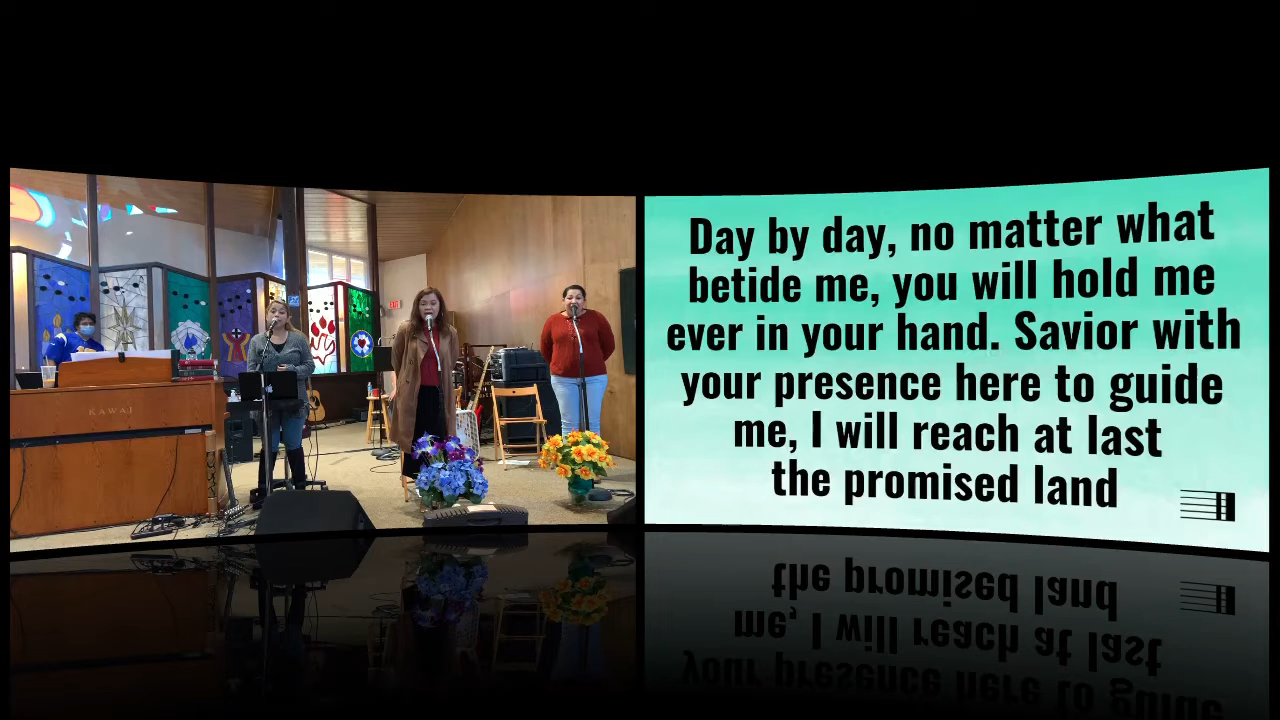 KAWAI
EXIT
Day by day, no matter what
betide me, you will hold me
ever in your hand. Savior with
your presence here to guide
me, I will reach at last
the promised land